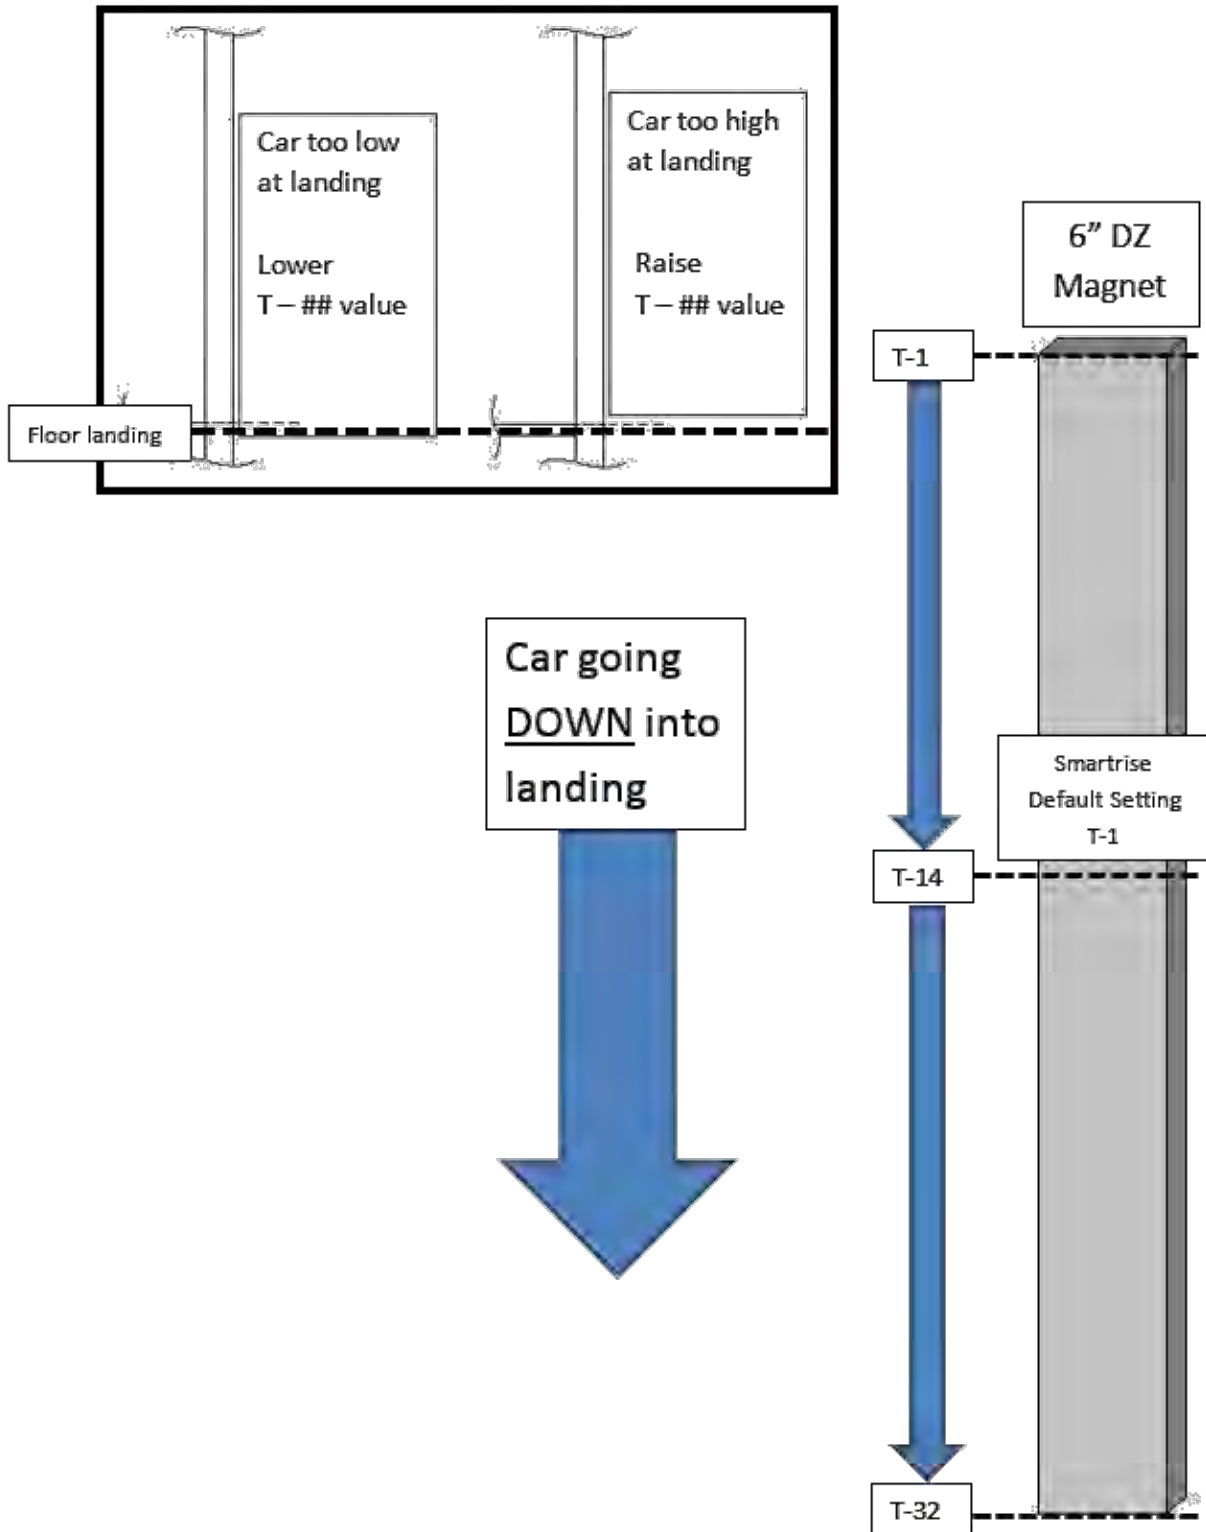 Car too low
at landing
Lower
T – ## value
Car too high
at landing
Raise
T – ## value
Floor landing
6” DZ
Magnet
T-1
Car going
DOWN into
landing
Smartrise
Default Setting
T-1
T-14
T-32